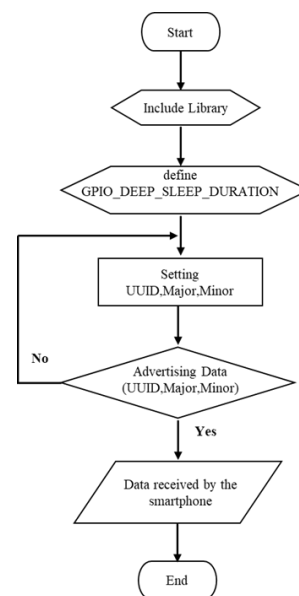 Start
Include Library
define
GPIO_DEEP_SLEEP_DURATION
Setting
UUID,Major,Minor
No
Advertising Data
(UUID,Major,Minor)
Yes
Data received by the
smartphone
End